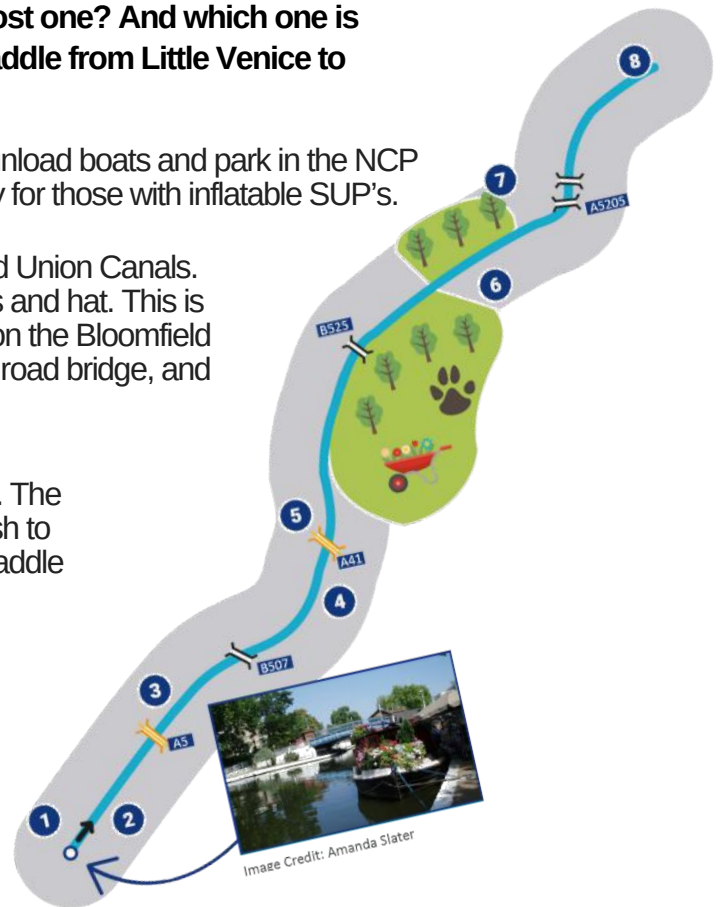 ost one? And which one is
addle from Little Venice to
nload boats and park in the NCP
y for those with inflatable SUP's.
d Union Canals.
s and hat. This is
on the Bloomfield
road bridge, and
. The
sh to
addle
8
7
A5205
6
B525
5
A41
4
B507
3
A5
1
2
Image Credit: Amanda Slater